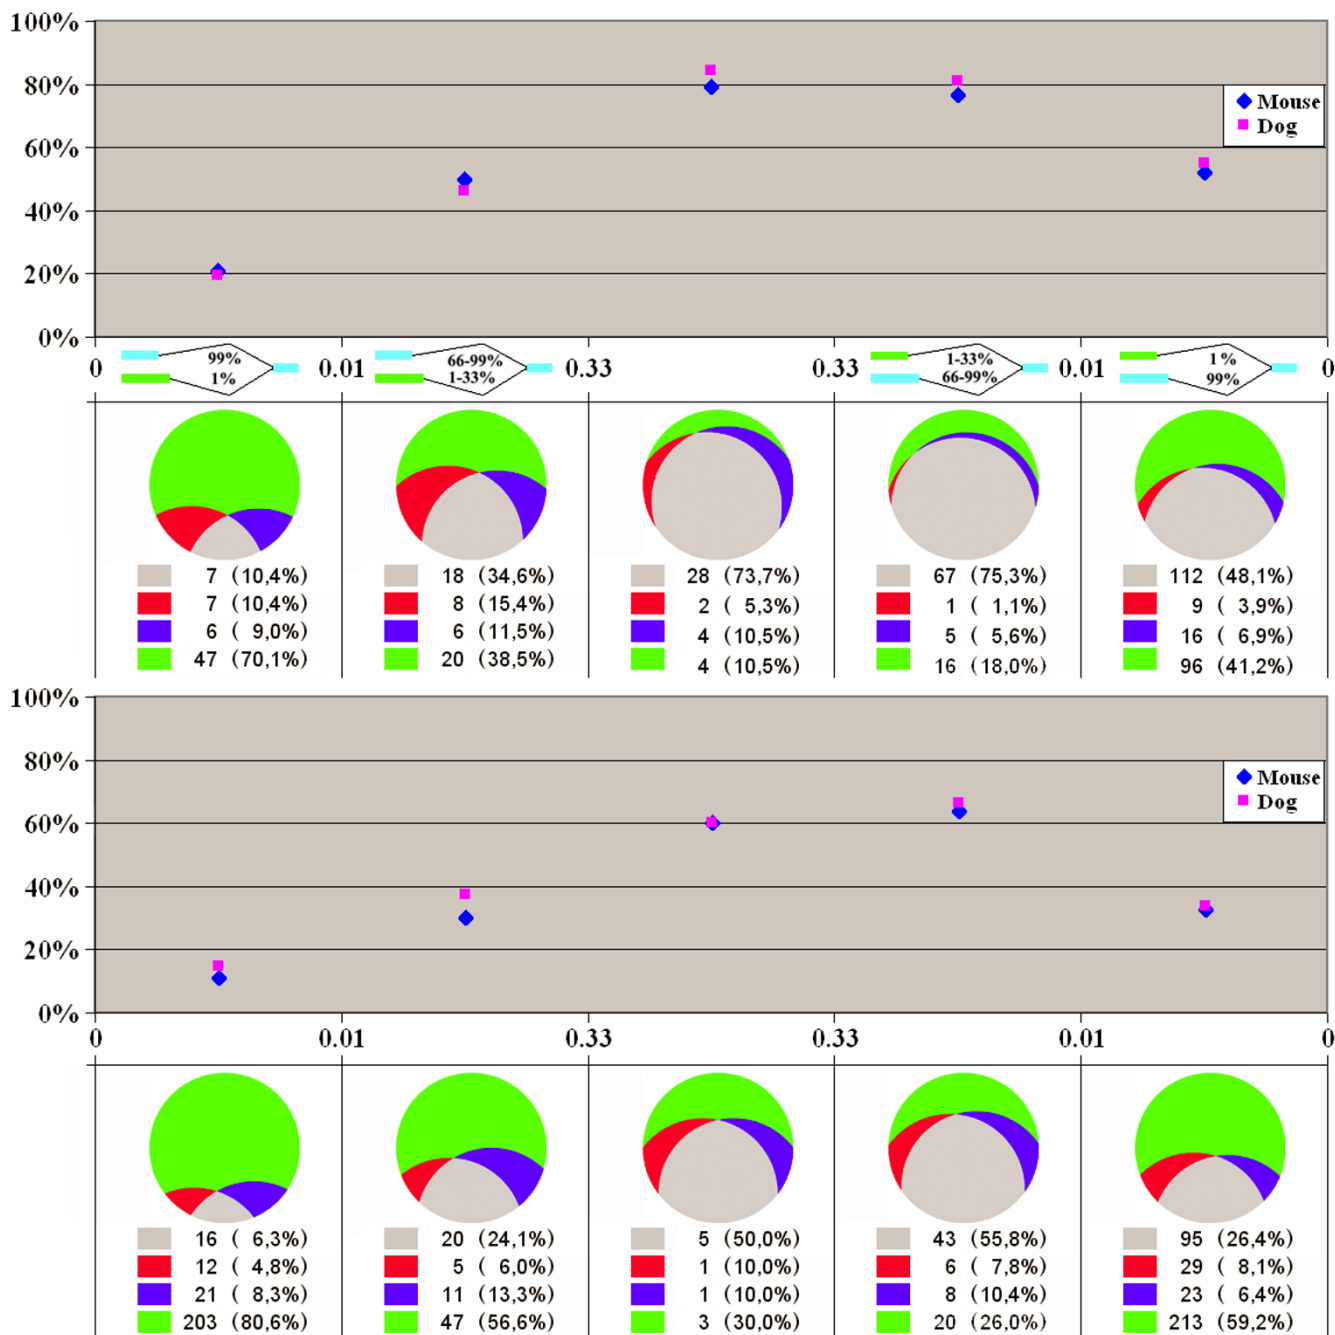 100%
80%
Mouse
Dog
60%
40%
20%
0%
99%
66-99%
1-33%
1%
0 1% 0.01 1-33% 0.33 0.33 66-99% 0.01 99% 0
7 (10,4%) 18 (34,6%) 28 (73,7%) 67 (75,3%) 112 (48,1%)
7 (10,4%) 8 (15,4%) 2 ( 5,3%) 1 ( 1,1%) 9 ( 3,9%)
6 ( 9,0%) 6 (11,5%) 4 (10,5%) 5 ( 5,6%) 16 ( 6,9%)
47 (70,1%) 20 (38,5%) 4 (10,5%) 16 (18,0%) 96 (41,2%)
100%
80%
Mouse
Dog
60%
40%
20%
0%
0 0.01 0.33 0.33 0.01 0
16 ( 6,3%) 20 (24,1%) 5 (50,0%) 43 (55,8%) 95 (26,4%)
12 ( 4,8%) 5 ( 6,0%) 1 (10,0%) 6 ( 7,8%) 29 ( 8,1%)
21 ( 8,3%) 11 (13,3%) 1 (10,0%) 8 (10,4%) 23 ( 6,4%)
203 (80,6%) 47 (56,6%) 3 (30,0%) 20 (26,0%) 213 (59,2%)